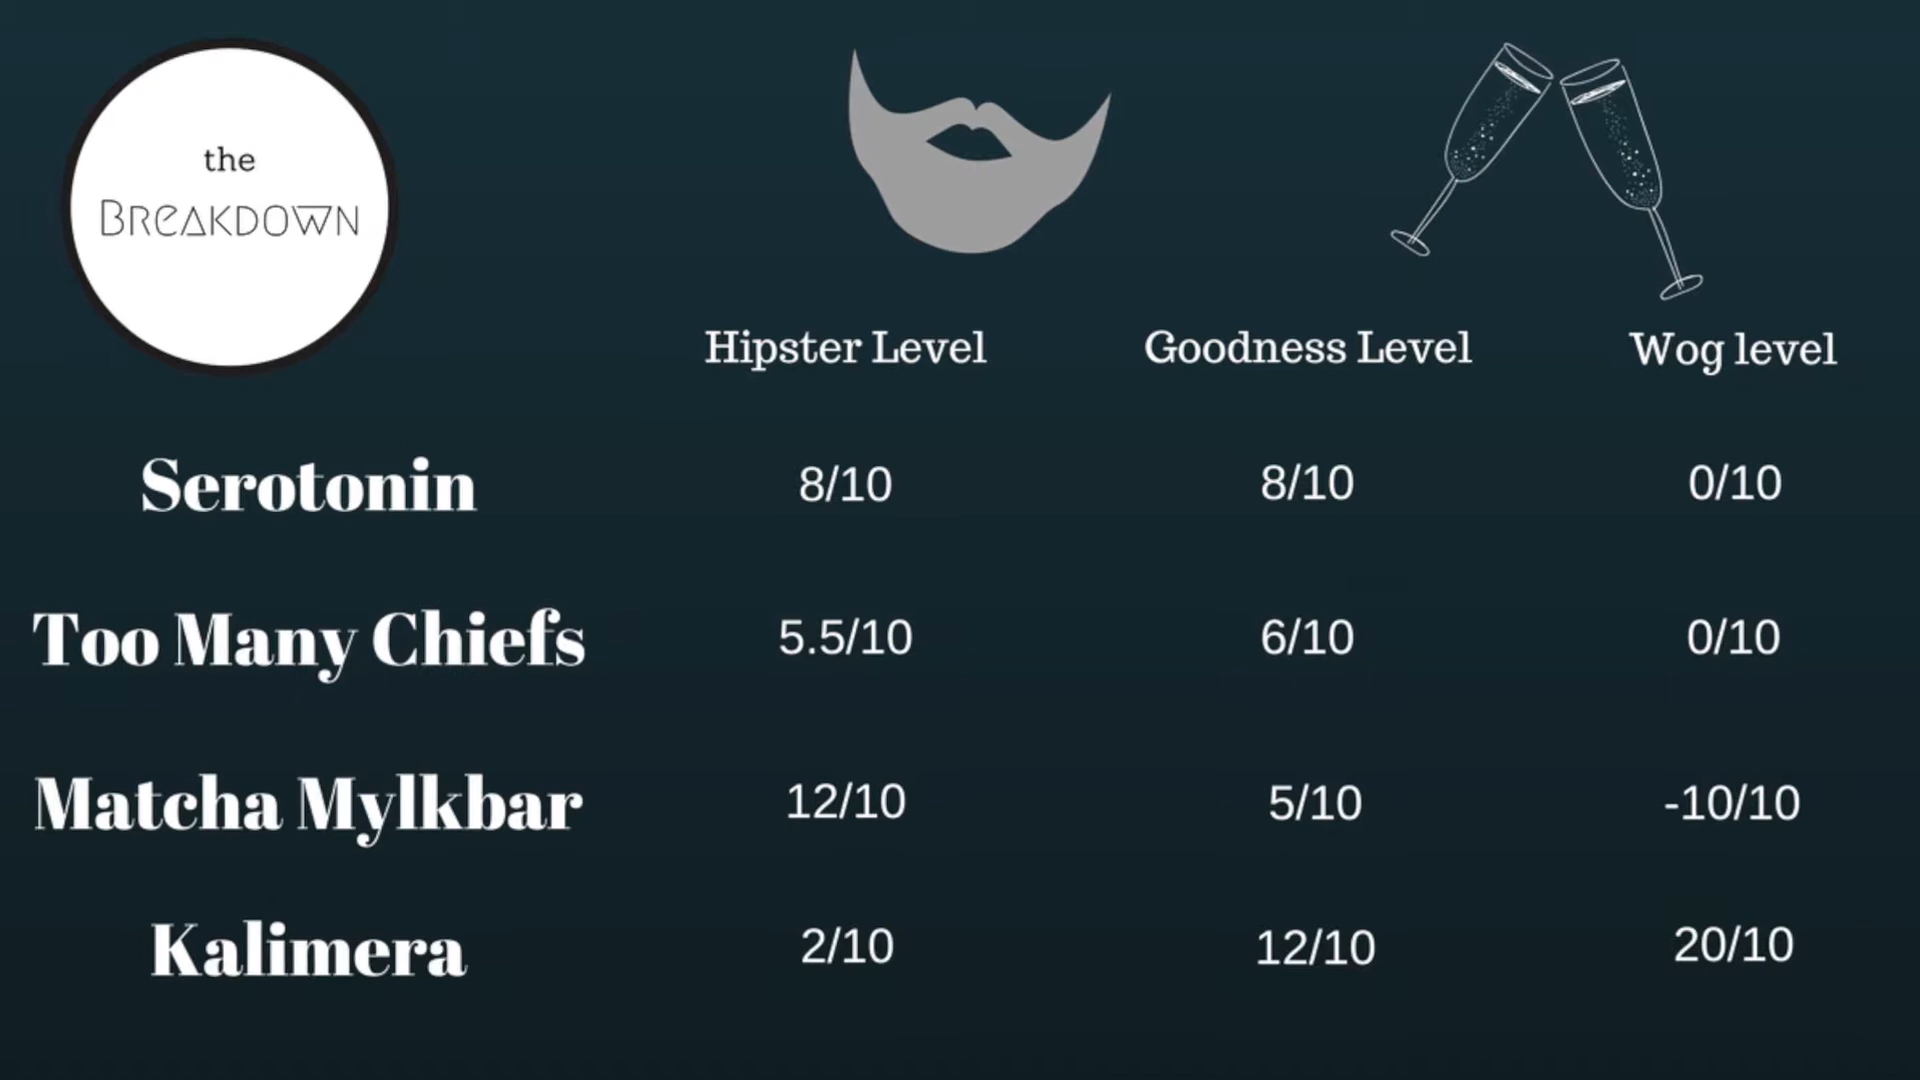 the
BREAKDOWN
Hipster Level Goodness Level Wog level
Serotonin 8/10 8/10 0/10
Too Many Chiefs 5.5/10 6/10 0/10
Matcha Mylkbar 12/10 5/10 -10/10
Kalimera 2/10 12/10 20/10